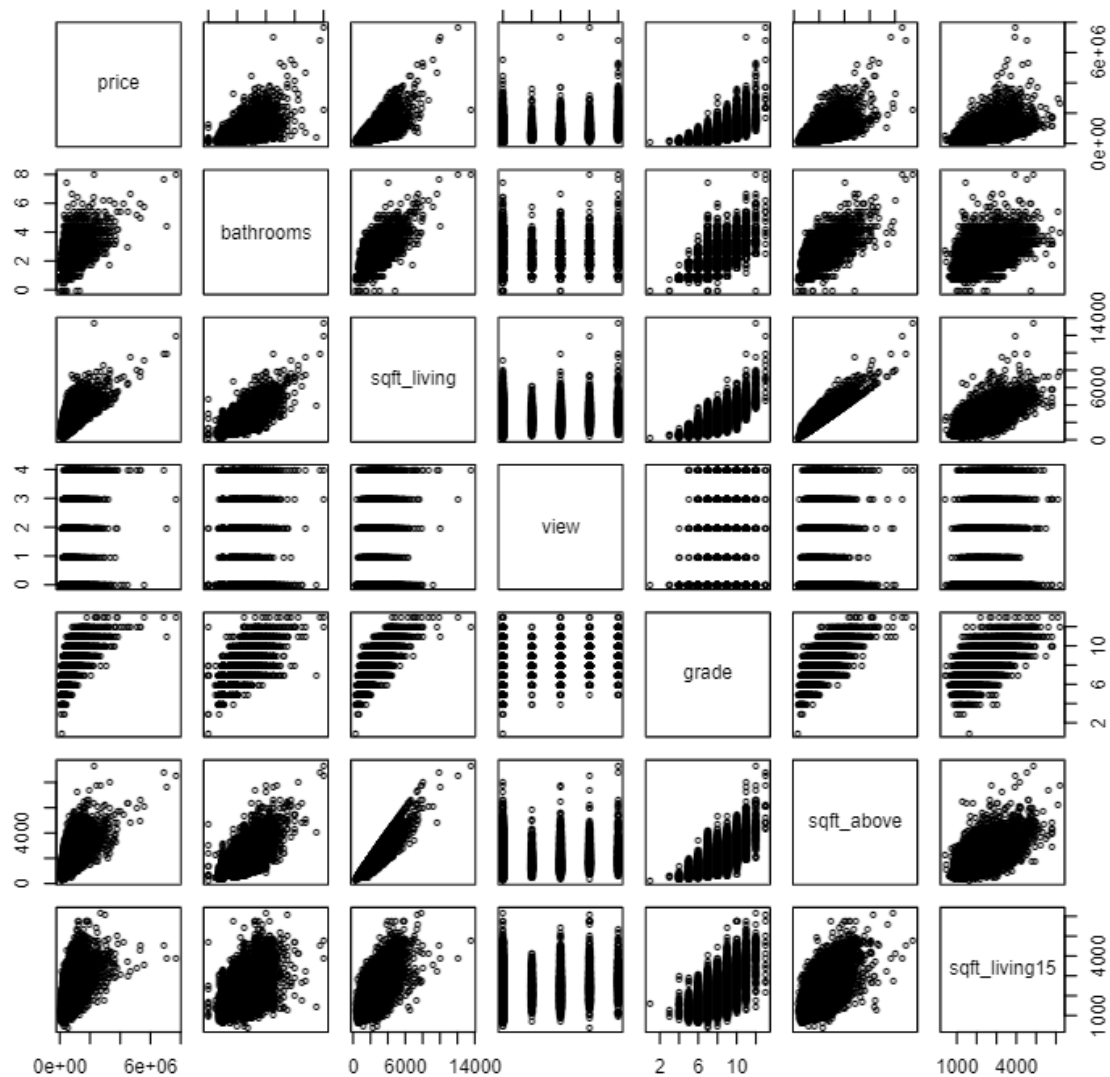 price
0e+00 6e+06
0 2 4 6 8
bathrooms
sqft_living
0 6000 14000
0 1 2 3 4
view
grade
2 6 10
0 4000
sqft_above
sqft_living15
1000 4000
0e+00 6e+06
0 6000 14000
2 6 10
1000 4000